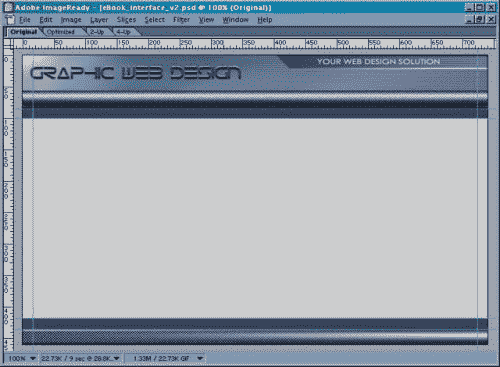 Adobe ImageReady - [eBook_interface_v2.psd @ 100% (Original)]
File Edit Image Layer Slices Select Filter View Window Help
Original Optimized 2-Up 4-Up
0 50 100 150 200 250 300 350 400 450 500 550 600 650 700
YOUR WEB DESIGN SOLUTION
GRAPHIC WEB DESIGN
100% 22.73K / 9 sec @ 28.8K... 1.33M / 22.73K GIF